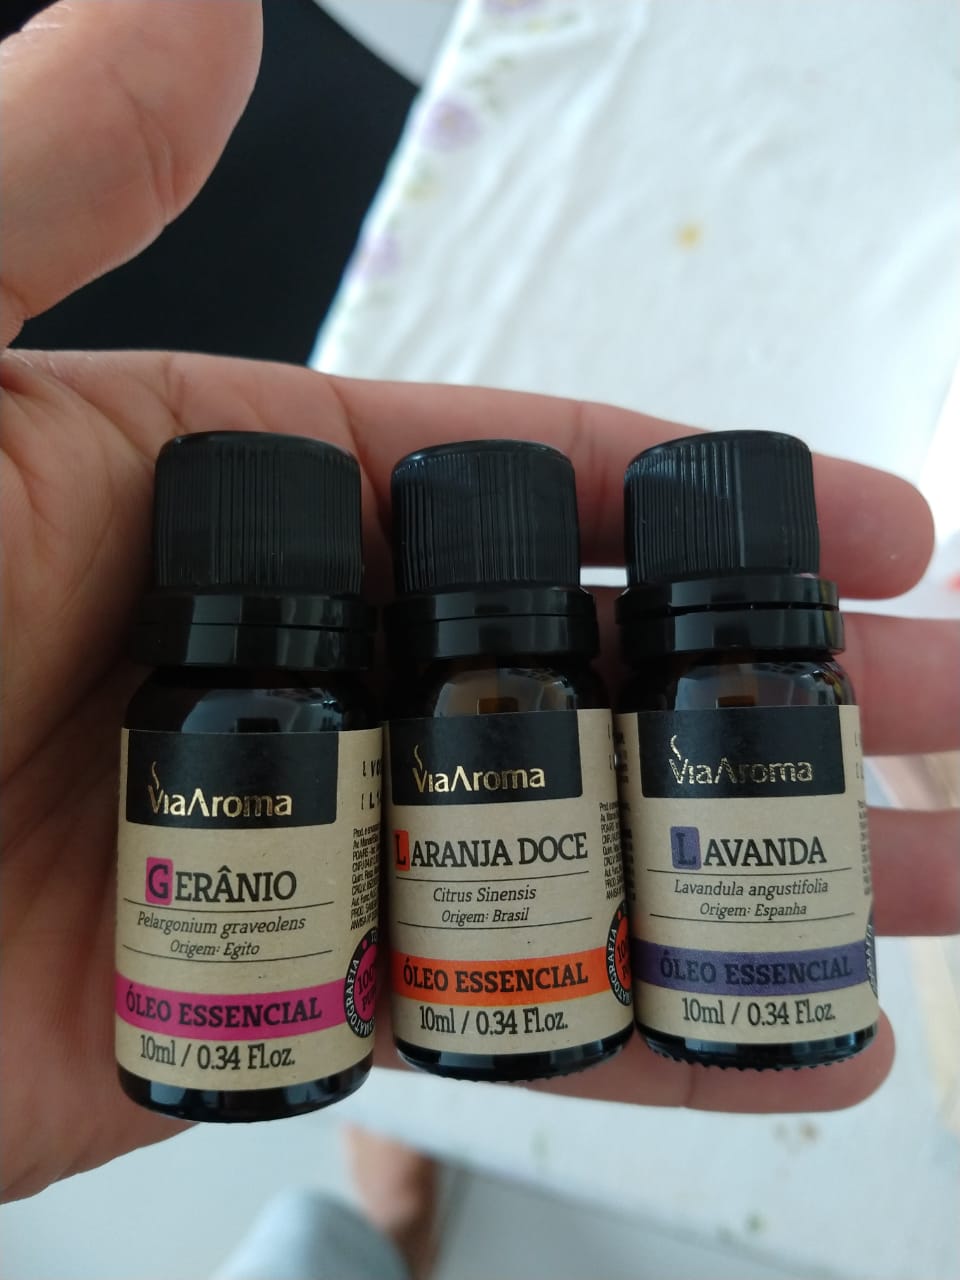 ViaAroma
GERÂNIO
Pelargonium graveolens
Origem: Egito
ÓLEO ESSENCIAL
10ml / 0.34 Fl.oz.
ViaAroma
LARANJA DOCE
Citrus Sinensis
Origem: Brasil
ÓLEO ESSENCIAL
10ml / 0.34 Fl.oz.
ViaAroma
LAVANDA
Lavandula angustifolia
Origem: Espanha
ÓLEO ESSENCIAL
10ml / 0.34 Fl.oz.